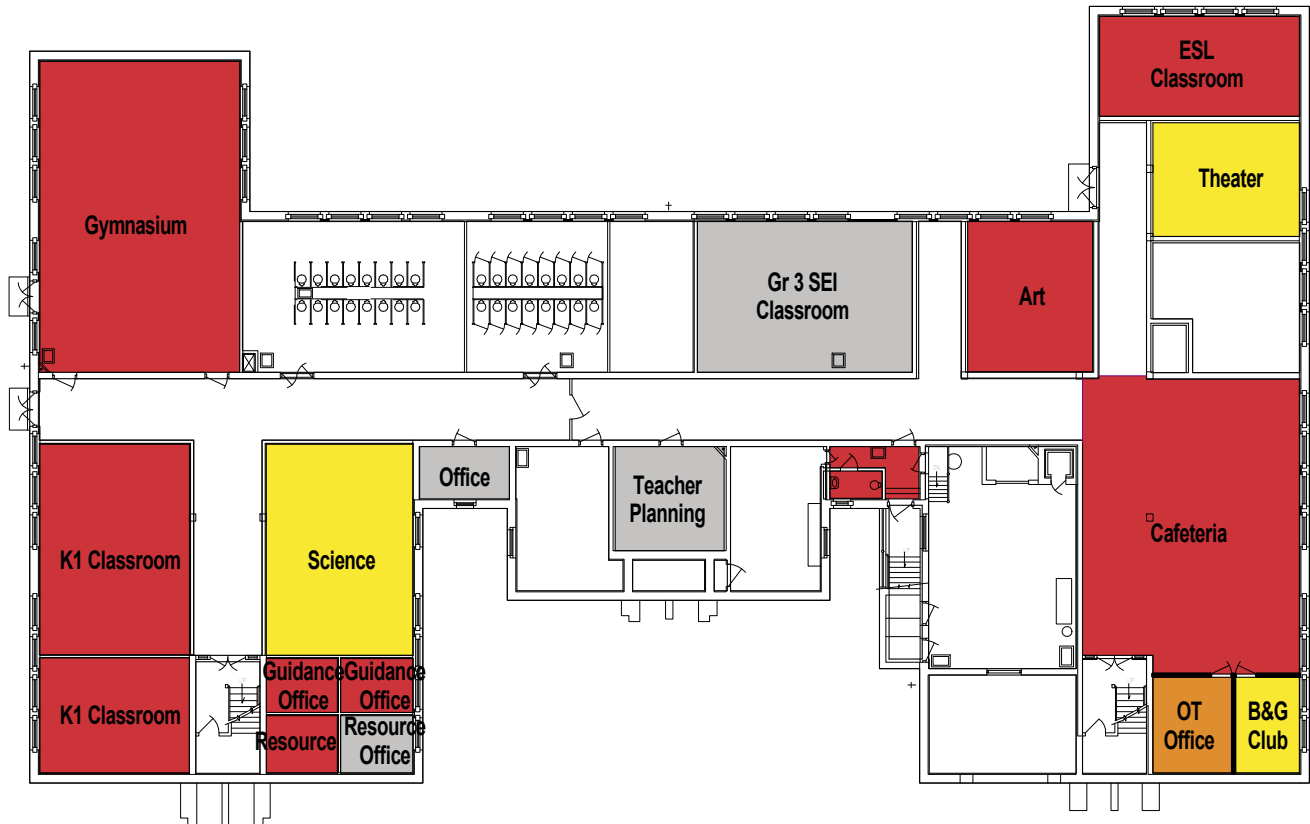 ESL
Classroom
Theater
Gymnasium
Gr 3 SEI
Classroom
Art
Office
Teacher
Planning
K1 Classroom
Science
Cafeteria
Guidance
Office
Guidance
Office
K1 Classroom
Resource
Resource
Office
OT
Office
B&G
Club